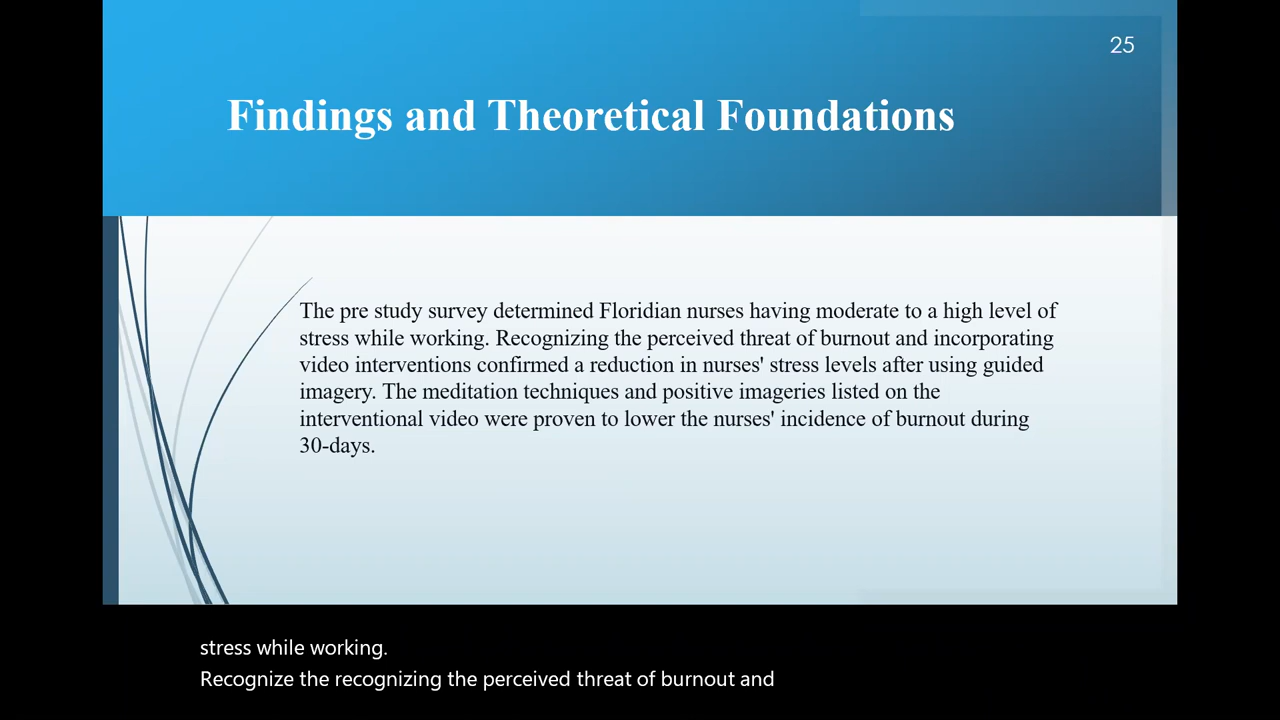 25
Findings and Theoretical Foundations
The pre study survey determined Floridian nurses having moderate to a high level of
stress while working. Recognizing the perceived threat of burnout and incorporating
video interventions confirmed a reduction in nurses' stress levels after using guided
imagery. The meditation techniques and positive imageries listed on the
interventional video were proven to lower the nurses' incidence of burnout during
30-days.
stress while working.
Recognize the recognizing the perceived threat of burnout and